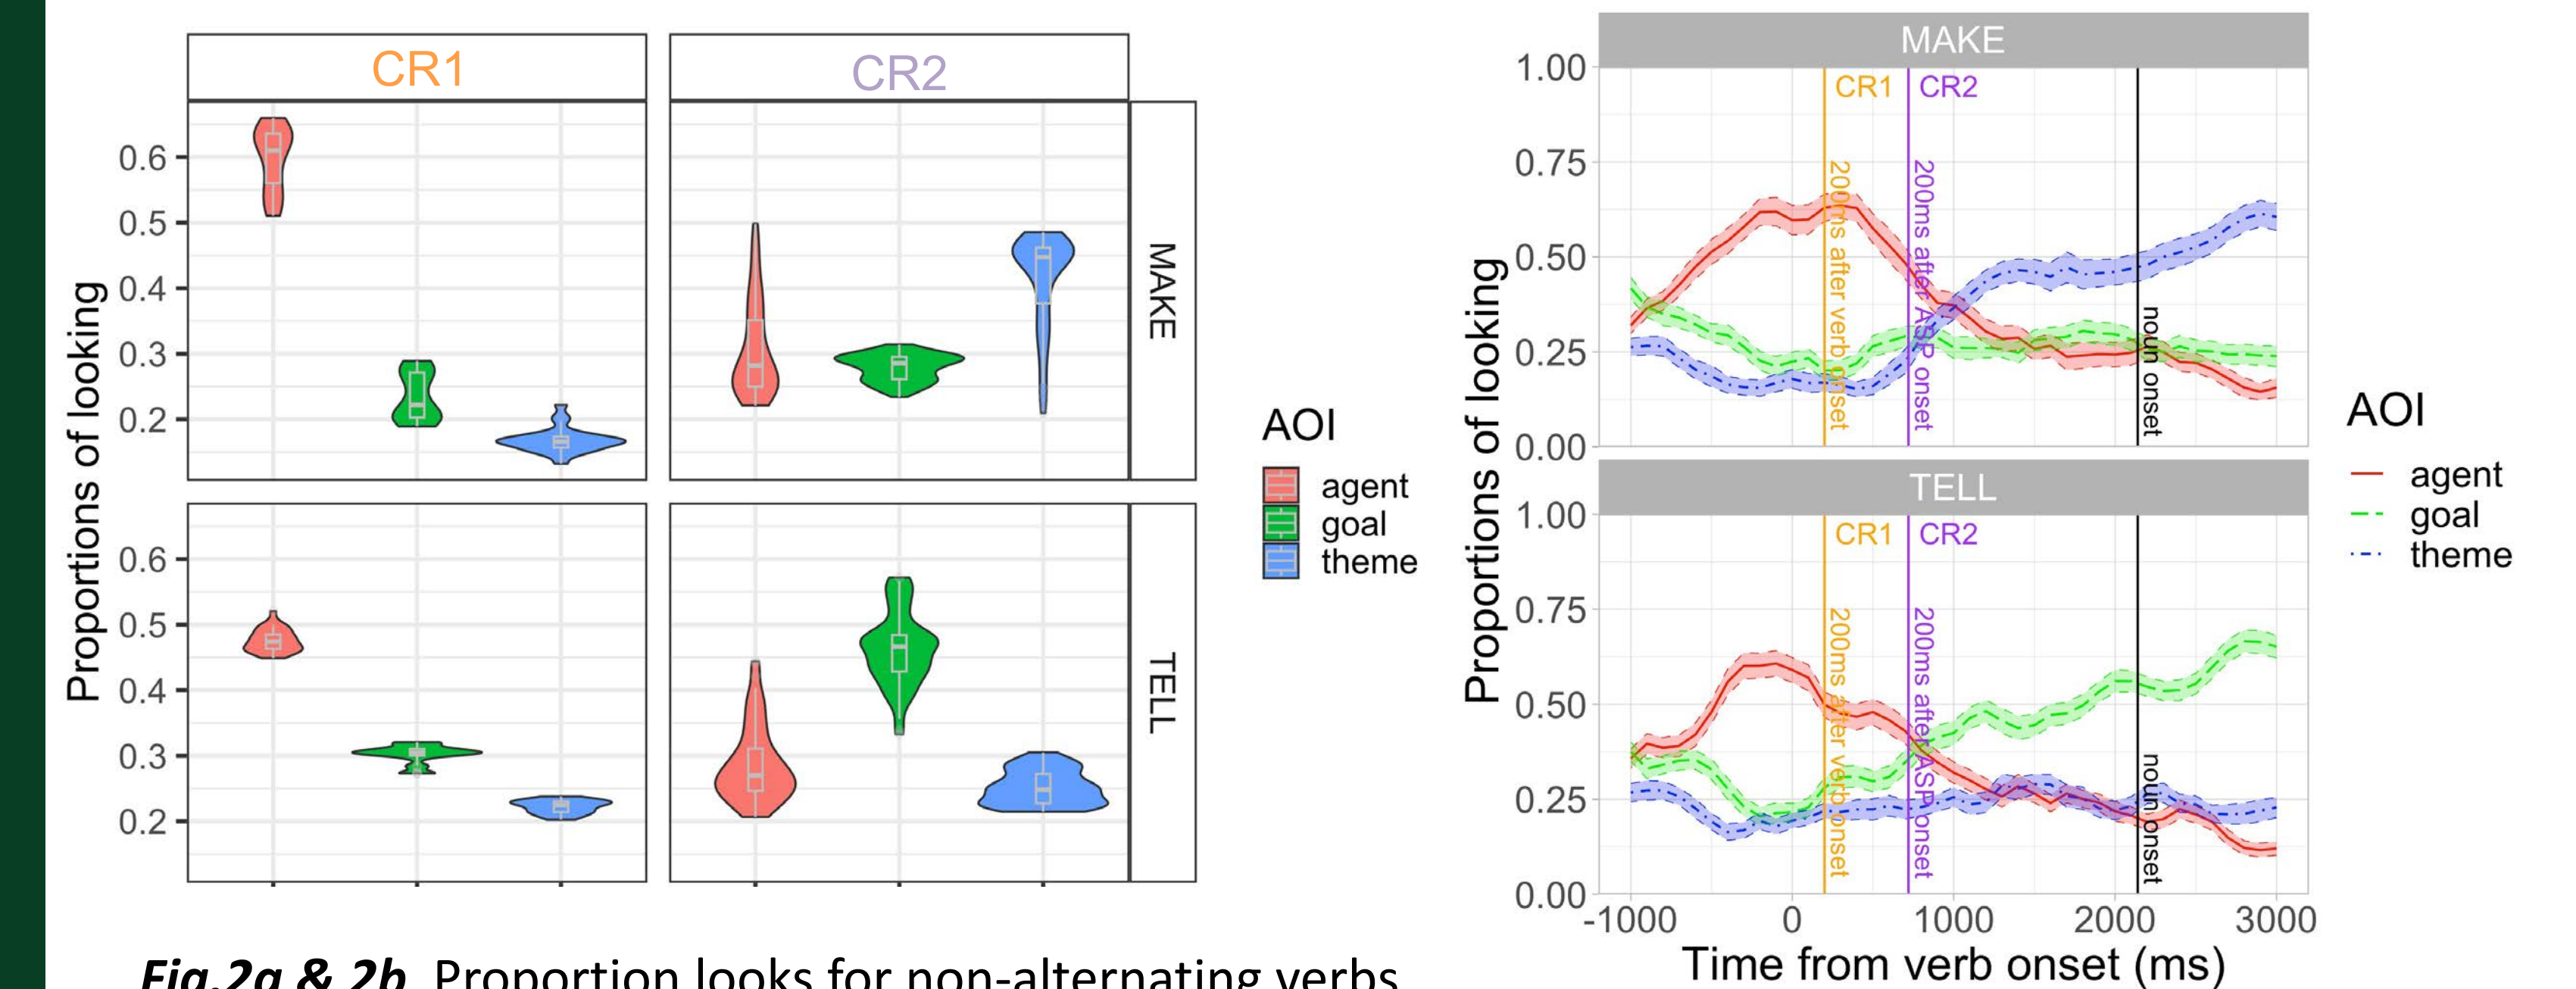 CR1
CR2
0.6
0.5
0.4
0.3
0.2
MAKE
0.6
0.5
0.4
0.3
0.2
TELL
Proportions of looking
AOI
agent
goal
theme
Fig.2a & 2b. Proportion looks for non-alternating verbs
MAKE
1.00
0.75
0.50
0.25
0.00
CR1
CR2
200ms after verb onset
200ms after ASP onset
noun onset
TELL
1.00
0.75
0.50
0.25
0.00
CR1
CR2
200ms after verb onset
200ms after ASP onset
noun onset
-1000 0 1000 2000 3000
Time from verb onset (ms)
Proportions of looking
AOI
agent
goal
theme